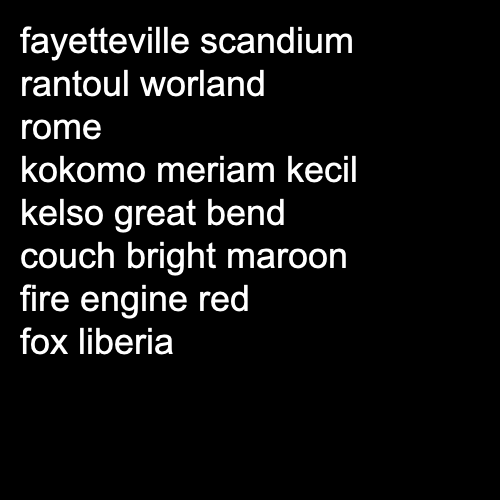 fayetteville scandium
rantoul worland
rome
kokomo meriam kecil
kelso great bend
couch bright maroon
fire engine red
fox liberia